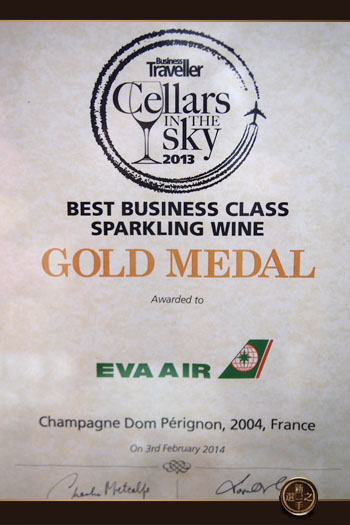 Business
Traveller
Cellars
IN THE
sky
2013
BEST BUSINESS CLASS
SPARKLING WINE
GOLD MEDAL
Awarded to
EVA AIR
Champagne Dom Pérignon, 2004, France
On 3rd February 2014
Charles Metcalfe